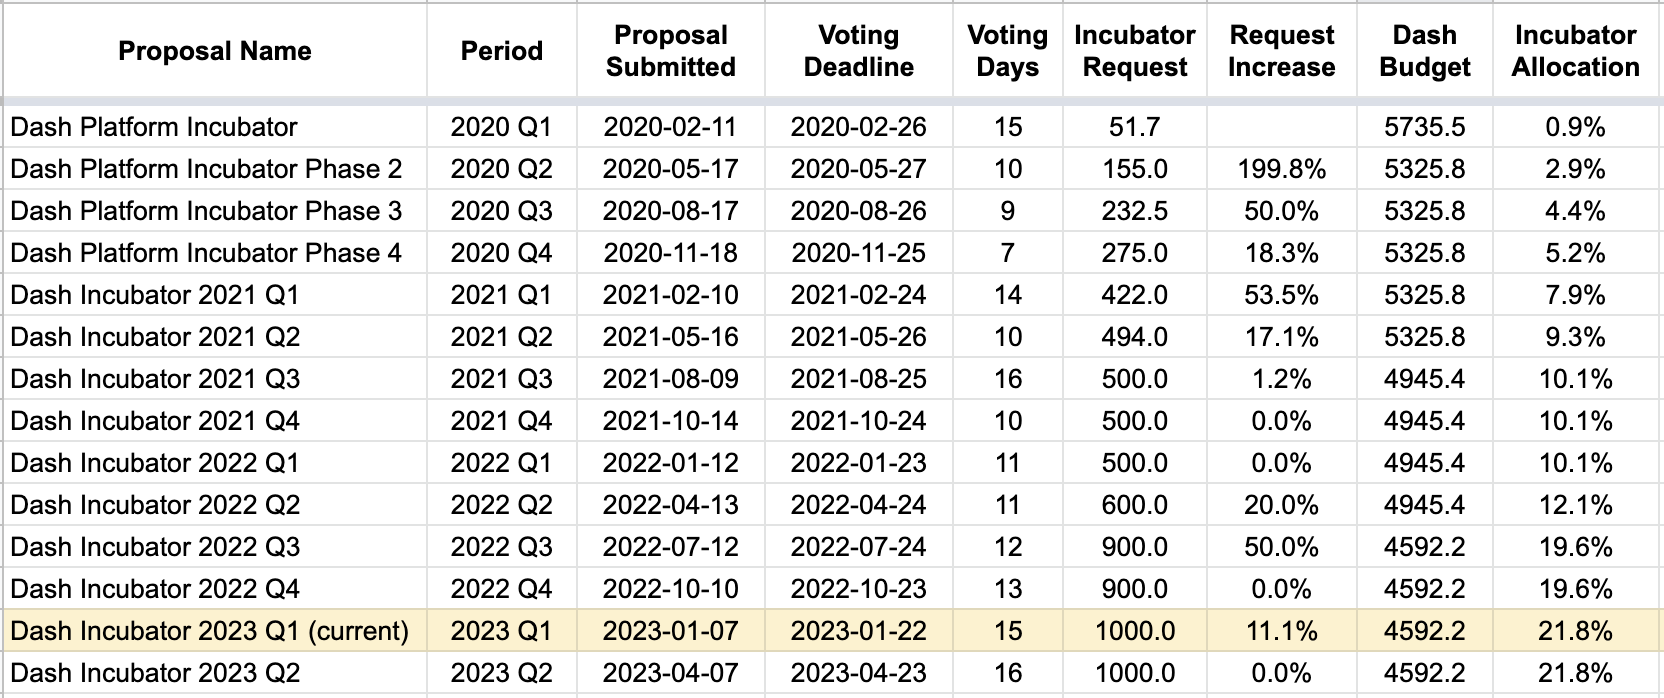 Proposal Name Period Proposal Submitted Voting Deadline Voting Days Incubator Request Request Increase Dash Budget Incubator Allocation
Dash Platform Incubator 2020 Q1 2020-02-11 2020-02-26 15 51.7 5735.5 0.9%
Dash Platform Incubator Phase 2 2020 Q2 2020-05-17 2020-05-27 10 155.0 199.8% 5325.8 2.9%
Dash Platform Incubator Phase 3 2020 Q3 2020-08-17 2020-08-26 9 232.5 50.0% 5325.8 4.4%
Dash Platform Incubator Phase 4 2020 Q4 2020-11-18 2020-11-25 7 275.0 18.3% 5325.8 5.2%
Dash Incubator 2021 Q1 2021 Q1 2021-02-10 2021-02-24 14 422.0 53.5% 5325.8 7.9%
Dash Incubator 2021 Q2 2021 Q2 2021-05-16 2021-05-26 10 494.0 17.1% 5325.8 9.3%
Dash Incubator 2021 Q3 2021 Q3 2021-08-09 2021-08-25 16 500.0 1.2% 4945.4 10.1%
Dash Incubator 2021 Q4 2021 Q4 2021-10-14 2021-10-24 10 500.0 0.0% 4945.4 10.1%
Dash Incubator 2022 Q1 2022 Q1 2022-01-12 2022-01-23 11 500.0 0.0% 4945.4 10.1%
Dash Incubator 2022 Q2 2022 Q2 2022-04-13 2022-04-24 11 600.0 20.0% 4945.4 12.1%
Dash Incubator 2022 Q3 2022 Q3 2022-07-12 2022-07-24 12 900.0 50.0% 4592.2 19.6%
Dash Incubator 2022 Q4 2022 Q4 2022-10-10 2022-10-23 13 900.0 0.0% 4592.2 19.6%
Dash Incubator 2023 Q1 (current) 2023 Q1 2023-01-07 2023-01-22 15 1000.0 11.1% 4592.2 21.8%
Dash Incubator 2023 Q2 2023 Q2 2023-04-07 2023-04-23 16 1000.0 0.0% 4592.2 21.8%